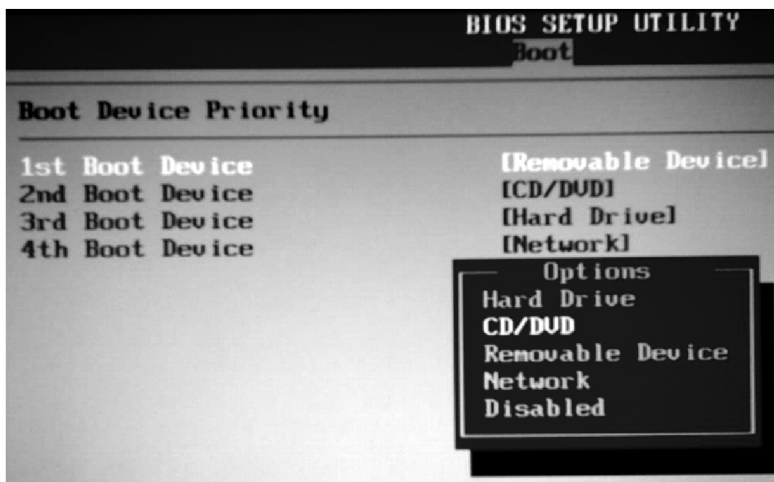 BIOS SETUP UTILITY
Boot
Boot Device Priority
1st Boot Device [Removable Device]
2nd Boot Device [CD/DVD]
3rd Boot Device [Hard Drive]
4th Boot Device [Network]
Options
Hard Drive
CD/DVD
Removable Device
Network
Disabled